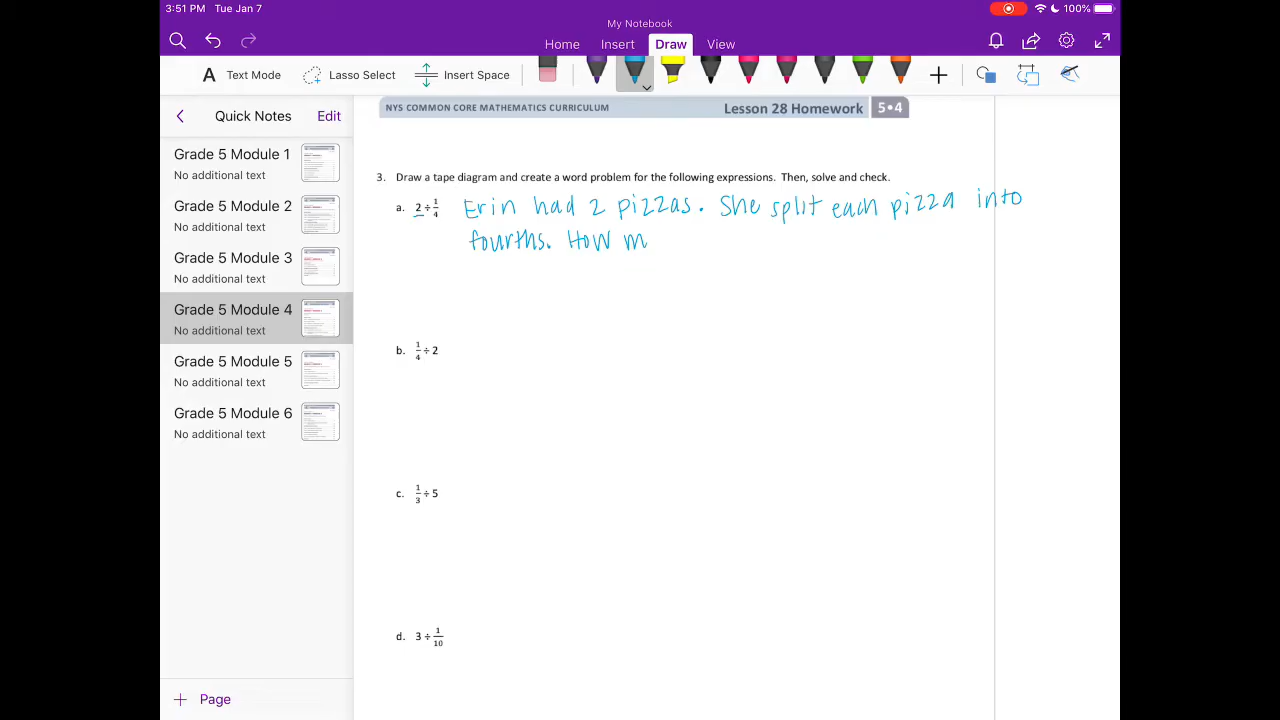 3:51 PM Tue Jan 7
100%
My Notebook
Home Insert Draw View
A Text Mode Lasso Select Insert Space
Quick Notes Edit
Grade 5 Module 1
No additional text
Grade 5 Module 2
No additional text
Grade 5 Module 3
No additional text
Grade 5 Module 4
No additional text
Grade 5 Module 5
No additional text
Grade 5 Module 6
No additional text
+ Page
NYS COMMON CORE MATHEMATICS CURRICULUM Lesson 28 Homework 5•4
3. Draw a tape diagram and create a word problem for the following expressions. Then, solve and check.
a. 2 ÷ 1/4 Erin had 2 pizzas. She split each pizza into
fourths. How m
b. 1/4 ÷ 2
c. 1/3 ÷ 5
d. 3 ÷ 1/10